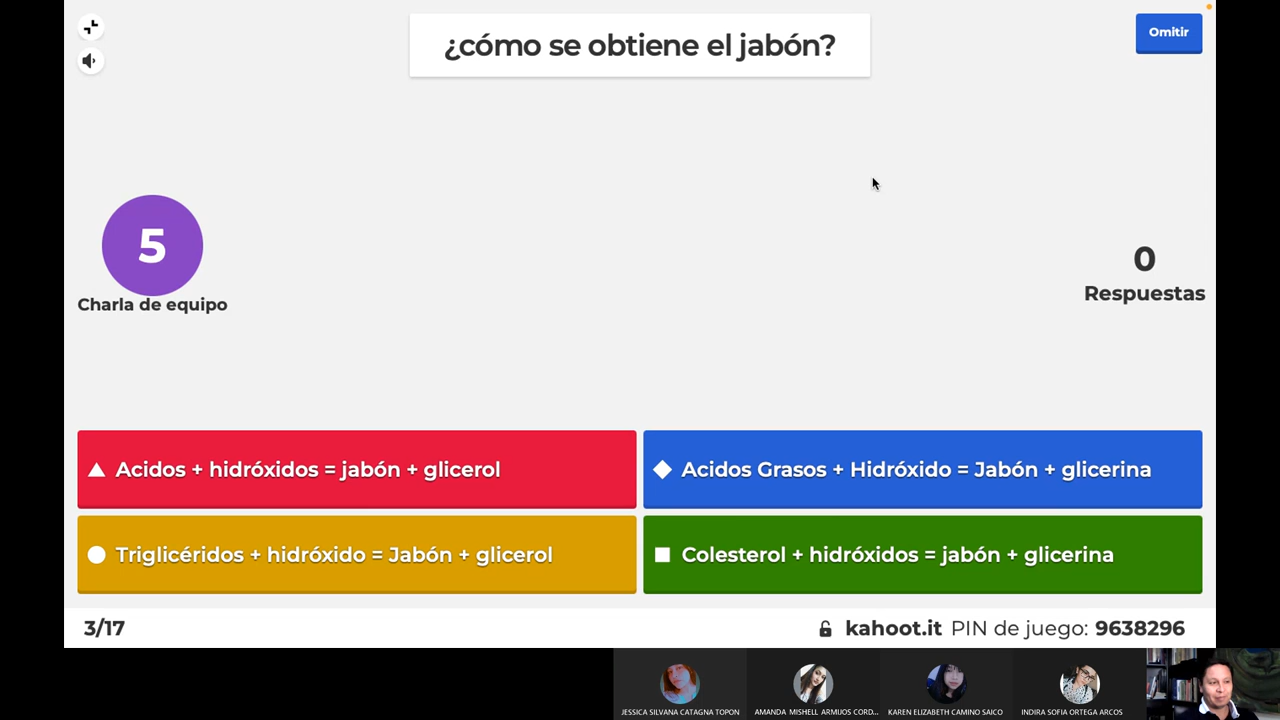 ¿cómo se obtiene el jabón?
Omitir
5
Charla de equipo
0
Respuestas
Acidos + hidróxidos = jabón + glicerol
Acidos Grasos + Hidróxido = Jabón + glicerina
Triglicéridos + hidróxido = Jabón + glicerol
Colesterol + hidróxidos = jabón + glicerina
3/17
kahoot.it PIN de juego: 9638296
JESSICA SILVANA CATAGNA TOPON
AMANDA MISHELL ARMIJOS CORD...
KAREN ELIZABETH CAMINO SAICO
INDIRA SOFIA ORTEGA ARCOS